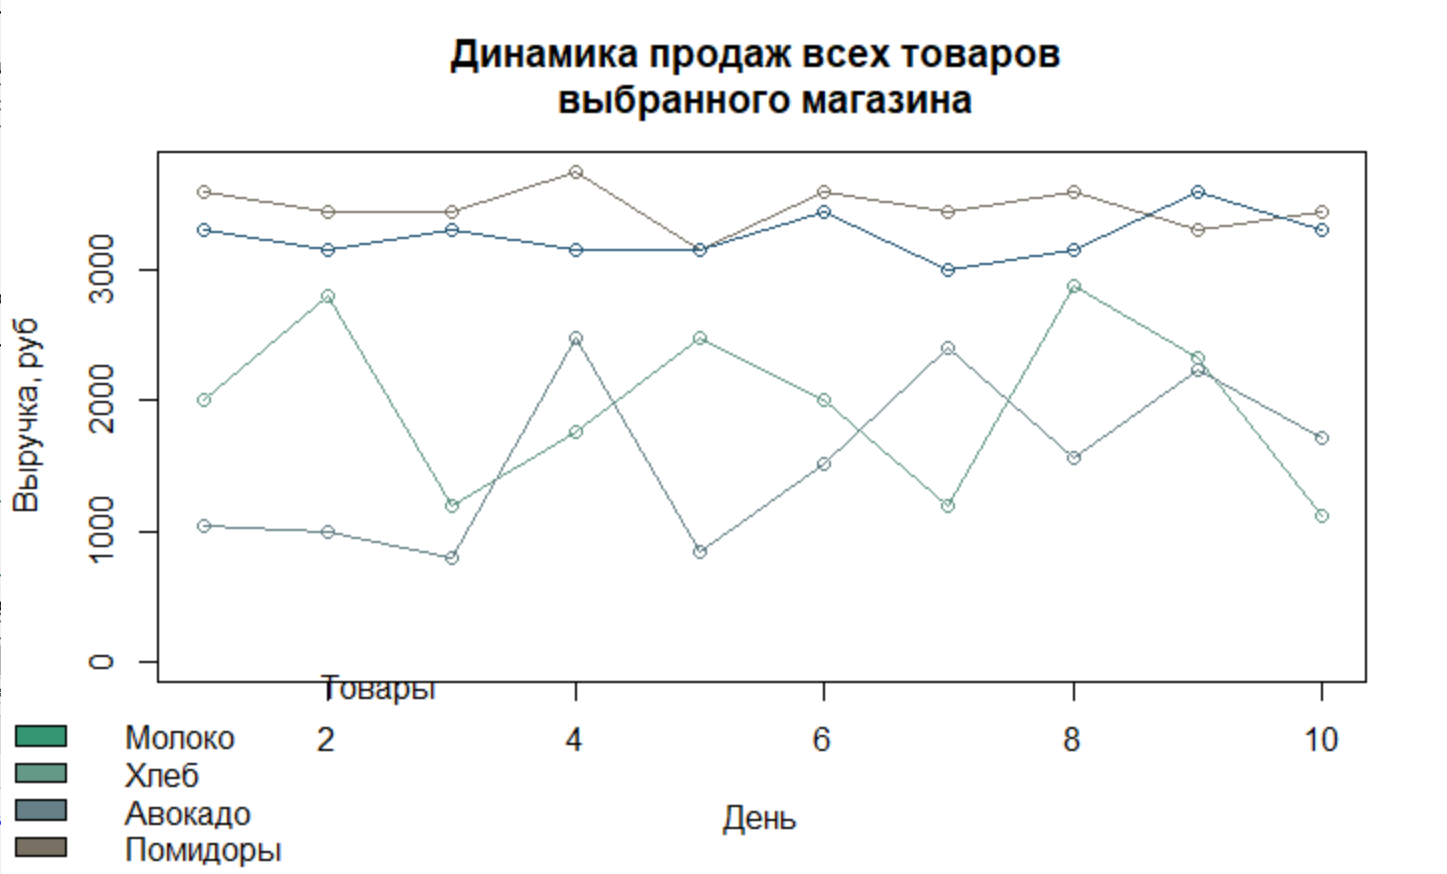 Динамика продаж всех товаров
выбранного магазина
Выручка, руб
3000
2000
1000
0
Товары
2
4
6
8
10
День
Молоко
Хлеб
Авокадо
Помидоры